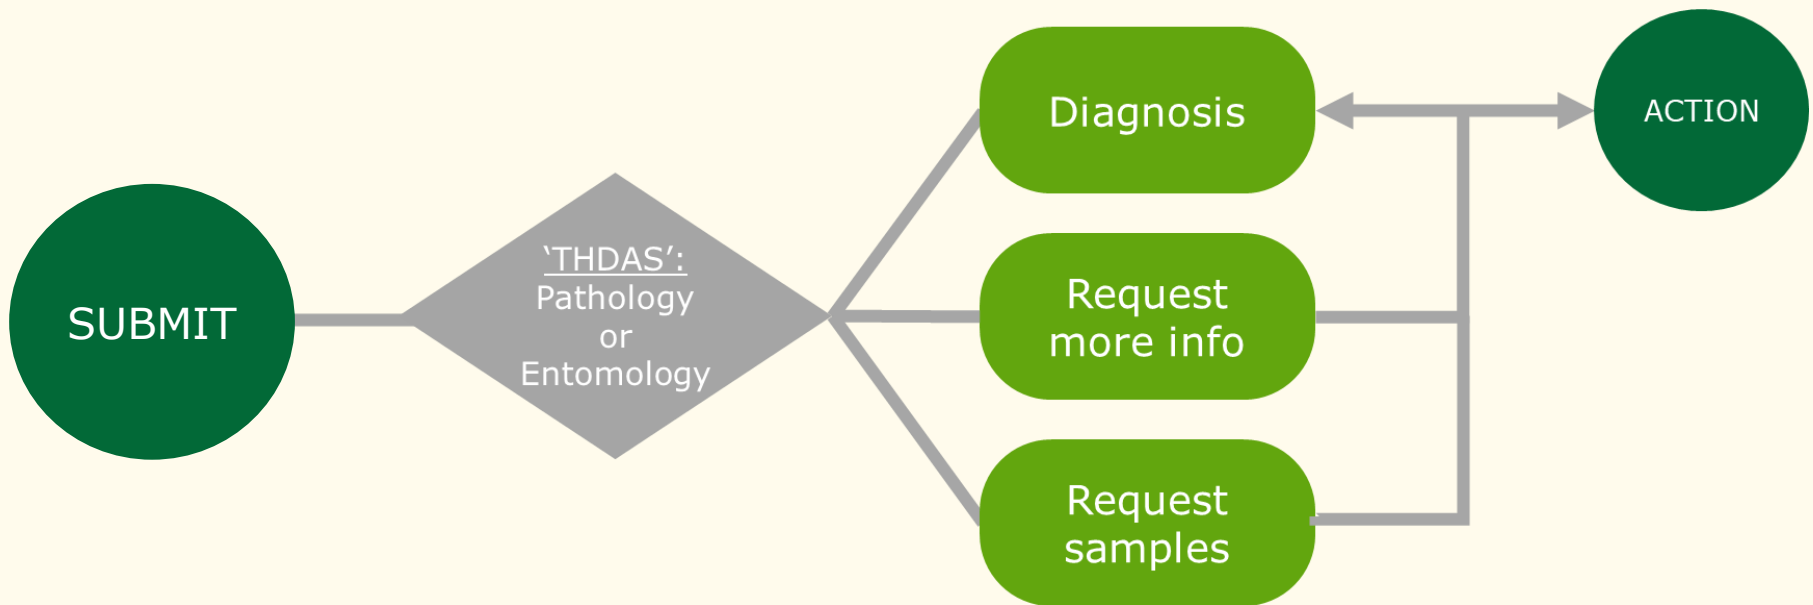 SUBMIT
‘THDAS’:
Pathology
or
Entomology
Diagnosis
Request
more info
Request
samples
ACTION